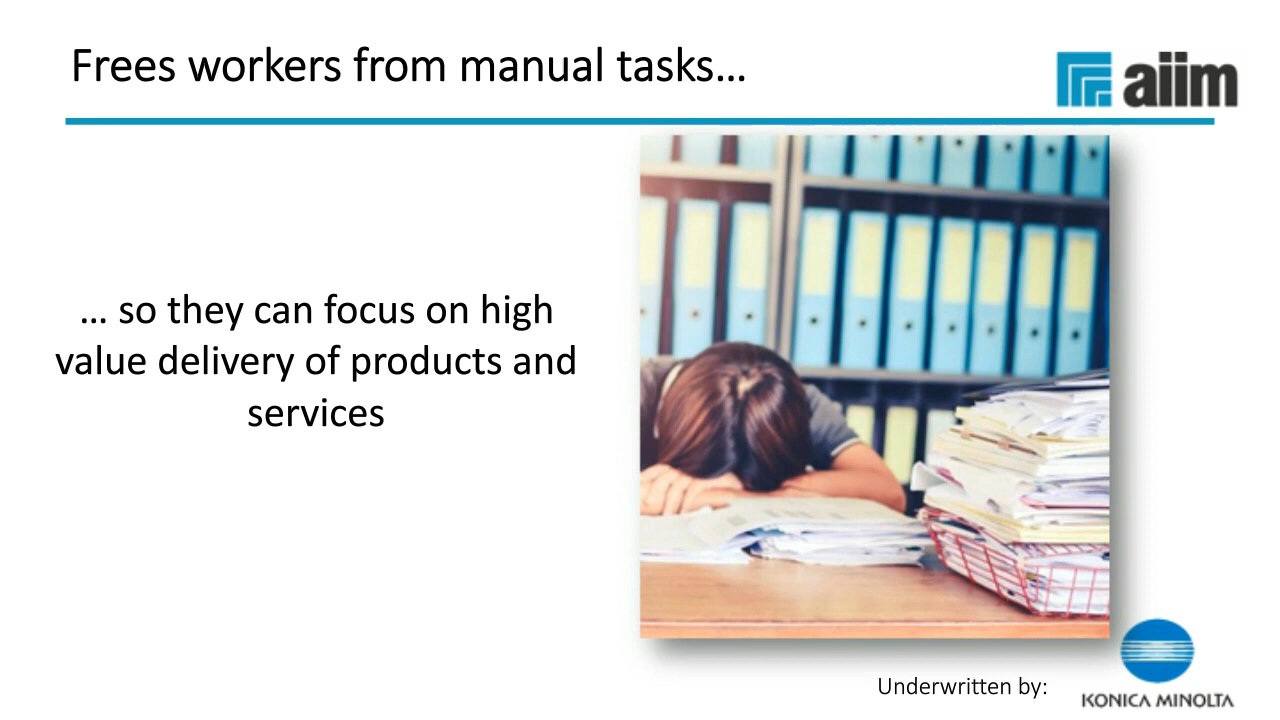 Frees workers from manual tasks…
aiim
… so they can focus on high
value delivery of products and
services
Underwritten by:
KONICA MINOLTA